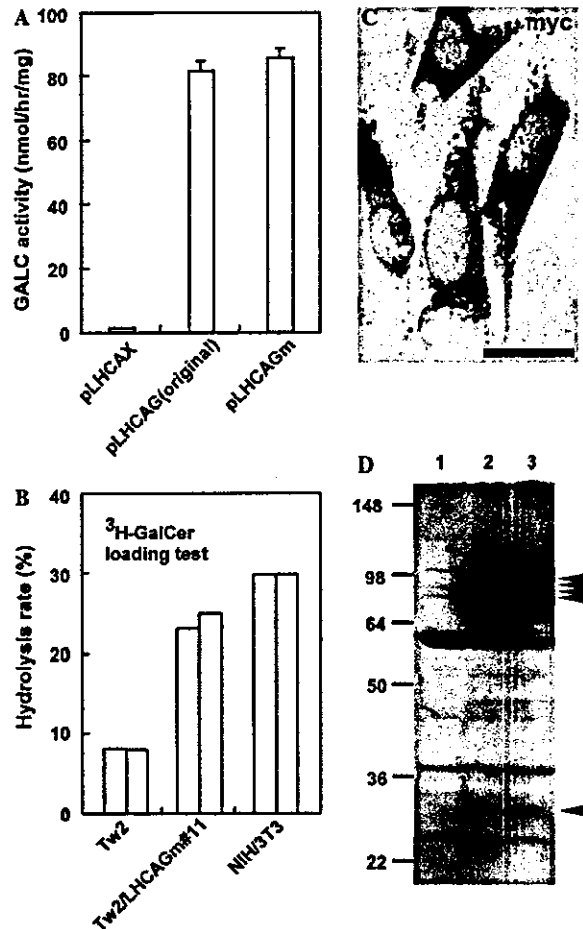 A
100
80
60
40
20
0
GALC activity (nmol/hr/mg)
pLHCAX
pLHCAG(original)
pLHCAGm
C
myc
B
40
30
20
10
0
Hydrolysis rate (%)
3H-GalCer
loading test
Tw2
Tw2/LHCAGm#11
NIH/3T3
D
1 2 3
148
98
64
50
36
22